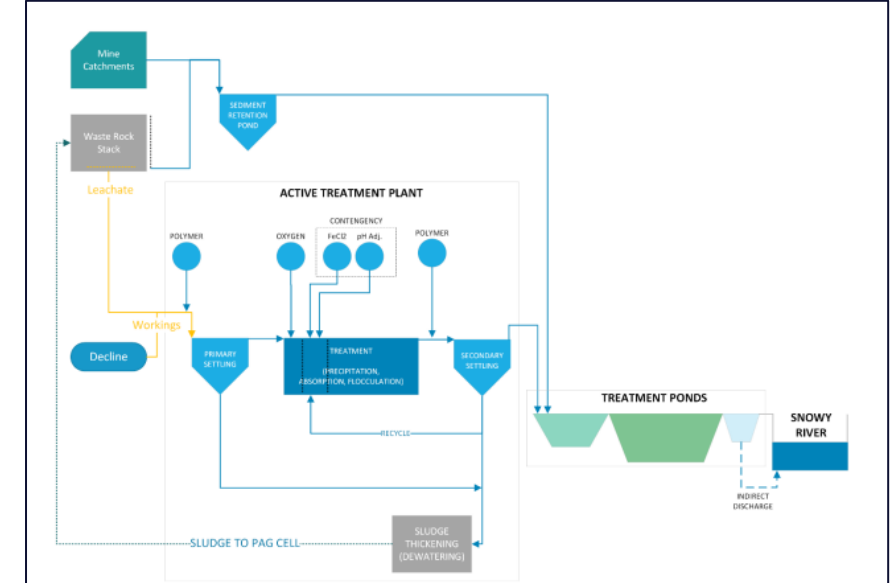 Mine
Catchments
SEDIMENT
RETENTION
POND
Waste Rock
Stack
Leachate
ACTIVE TREATMENT PLANT
CONTENGENCY
POLYMER
OXYGEN
FeCl2
pH Adj.
POLYMER
Workings
Decline
PRIMARY
SETTLING
TREATMENT
(PRECIPITATION,
ABSORPTION, FLOCCULATION)
SECONDARY
SETTLING
TREATMENT PONDS
SNOWY
RIVER
RECYCLE
INDIRECT
DISCHARGE
SLUDGE TO PAG CELL
SLUDGE
THICKENING
(DEWATERING)